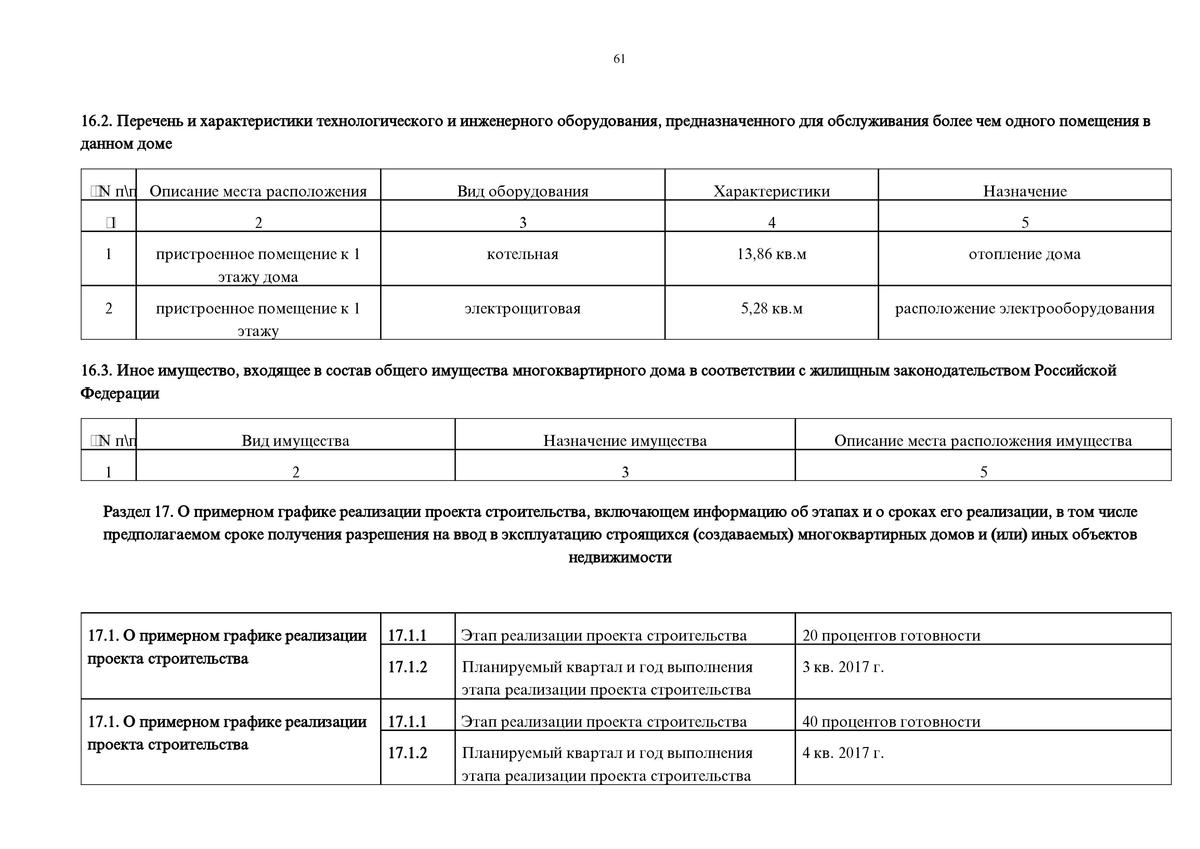 61
16.2. Перечень и характеристики технологического и инженерного оборудования, предназначенного для обслуживания более чем одного помещения в
данном доме
N п\п Описание места расположения Вид оборудования Характеристики Назначение
1 2 3 4 5
1 пристроенное помещение к 1 котельная 13,86 кв.м отопление дома
этажу дома
2 пристроенное помещение к 1 электрощитовая 5,28 кв.м расположение электрооборудования
этажу
16.3. Иное имущество, входящее в состав общего имущества многоквартирного дома в соответствии с жилищным законодательством Российской
Федерации
N п\п Вид имущества Назначение имущества Описание места расположения имущества
1 2 3 5
Раздел 17. О примерном графике реализации проекта строительства, включающем информацию об этапах и о сроках его реализации, в том числе
предполагаемом сроке получения разрешения на ввод в эксплуатацию строящихся (создаваемых) многоквартирных домов и (или) иных объектов
недвижимости
17.1. О примерном графике реализации 17.1.1 Этап реализации проекта строительства 20 процентов готовности
проекта строительства 17.1.2 Планируемый квартал и год выполнения 3 кв. 2017 г.
этапа реализации проекта строительства
17.1. О примерном графике реализации 17.1.1 Этап реализации проекта строительства 40 процентов готовности
проекта строительства 17.1.2 Планируемый квартал и год выполнения 4 кв. 2017 г.
этапа реализации проекта строительства